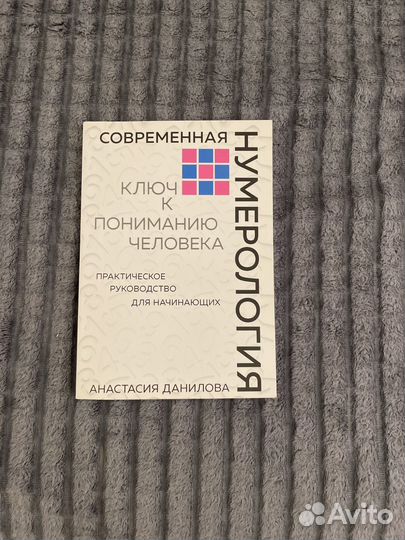 СОВРЕМЕННАЯ
НУМЕРОЛОГИЯ
КЛЮЧ
К
ПОНИМАНИЮ
ЧЕЛОВЕКА
ПРАКТИЧЕСКОЕ
РУКОВОДСТВО
ДЛЯ НАЧИНАЮЩИХ
АНАСТАСИЯ ДАНИЛОВА
Avito